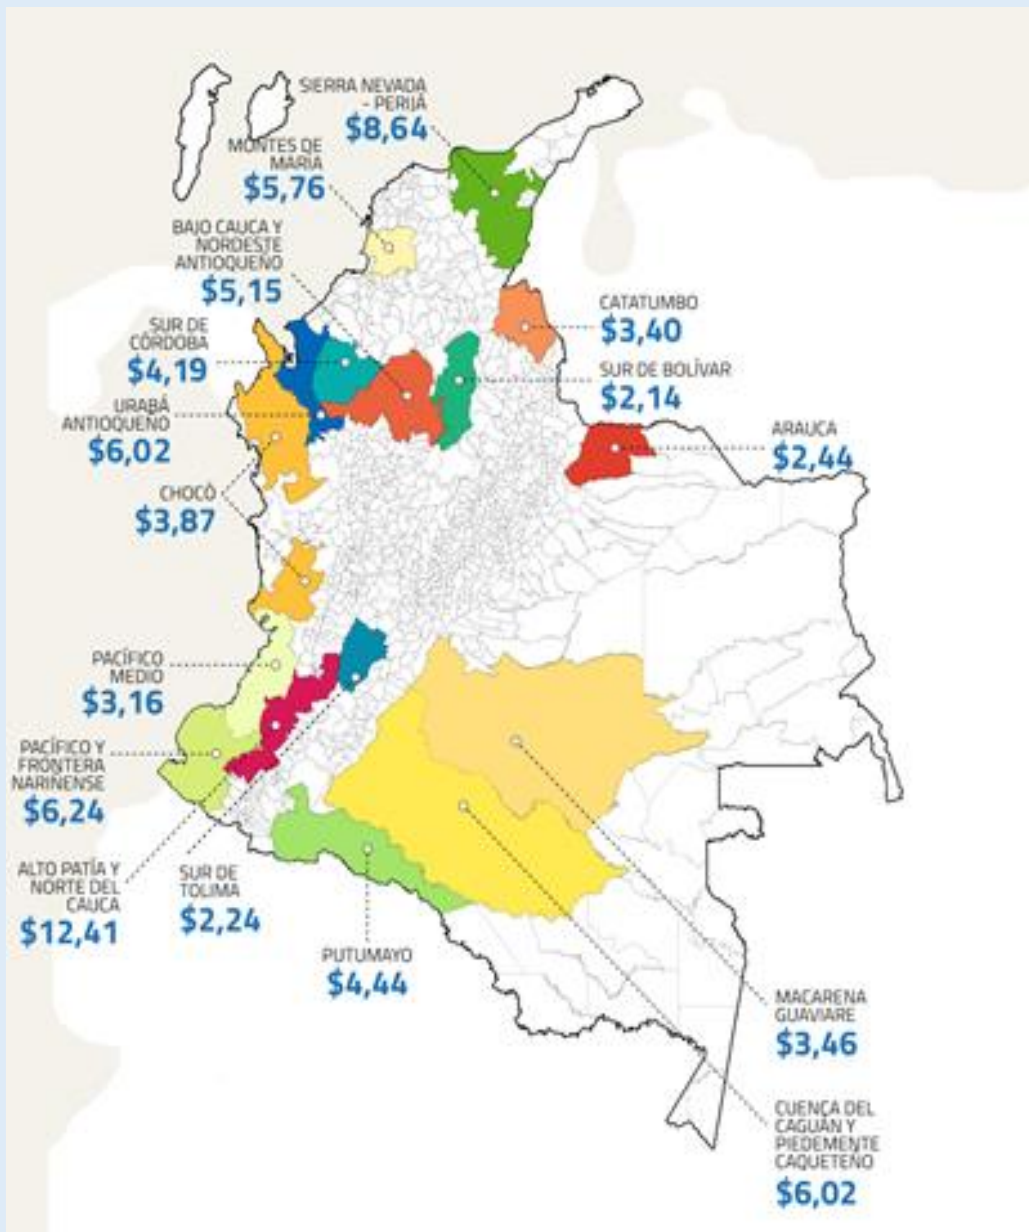 SIERRA NEVADA
- PERIJÁ
$8,64
MONTES DE
MARÍA
$5,76
BAJO CAUCA Y
NORDESTE
ANTIOQUEÑO
$5,15
SUR DE
CÓRDOBA
$4,19
URABÁ
ANTIOQUEÑO
$6,02
CHOCÓ
$3,87
CATATUMBO
$3,40
SUR DE BOLÍVAR
$2,14
ARAUCA
$2,44
PACÍFICO
MEDIO
$3,16
PACÍFICO Y
FRONTERA
NARIÑENSE
$6,24
ALTO PATÍA Y
NORTE DEL
CAUCA
$12,41
SUR DE
TOLIMA
$2,24
PUTUMAYO
$4,44
MACARENA
GUAVIARE
$3,46
CUENCA DEL
CAGUÁN Y
PIEDEMENTE
CAQUETEÑO
$6,02